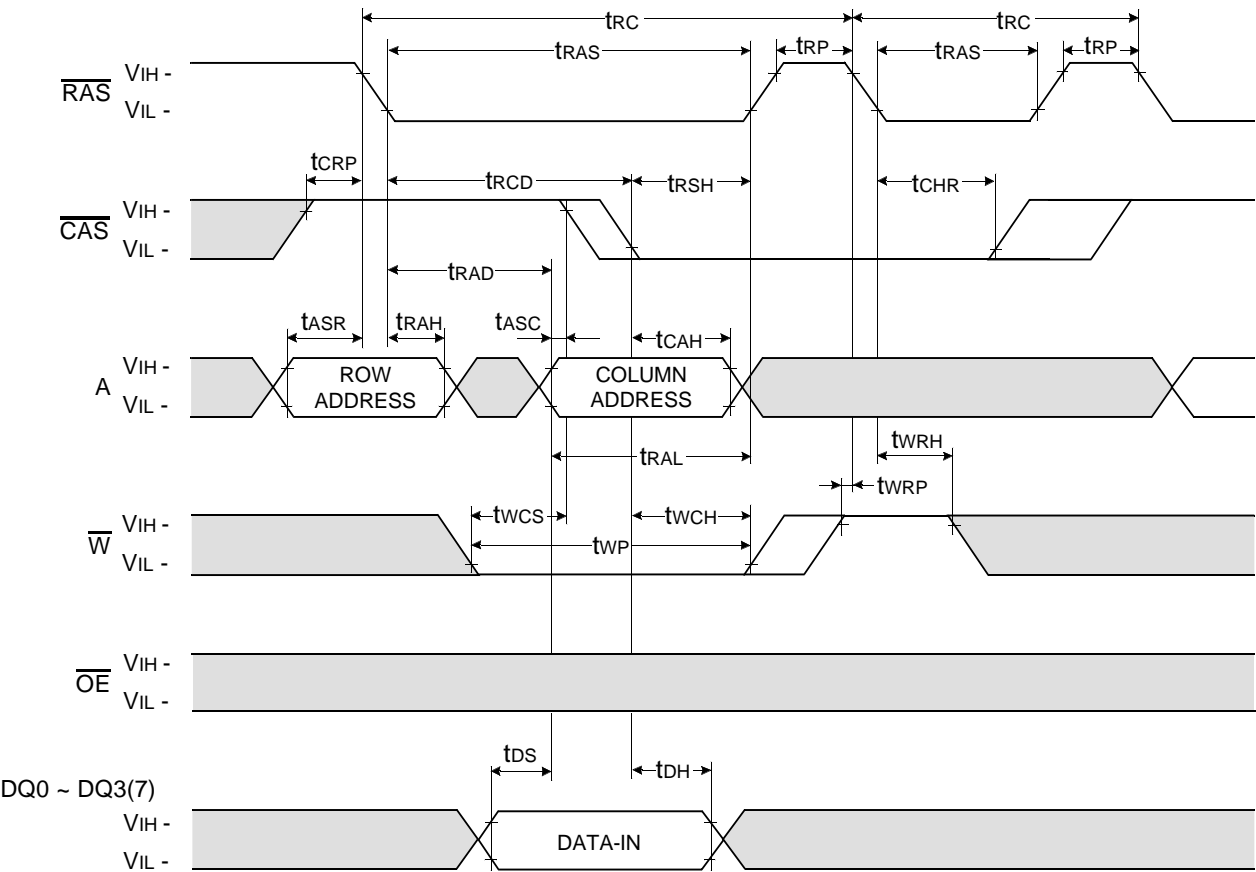 tRC tRC
tRAS tRP tRAS tRP
RAS VIH -
VIL -
tCRP tRCD tRSH tCHR
CAS VIH -
VIL -
tRAD
tASR tRAH tASC tCAH
A VIH -
VIL -
ROW
ADDRESS
COLUMN
ADDRESS
tRAL tWRH
tWRP
tWCS tWCH
W VIH -
VIL -
tWP
OE VIH -
VIL -
tDS tDH
DQ0 ~ DQ3(7)
VIH -
VIL -
DATA-IN